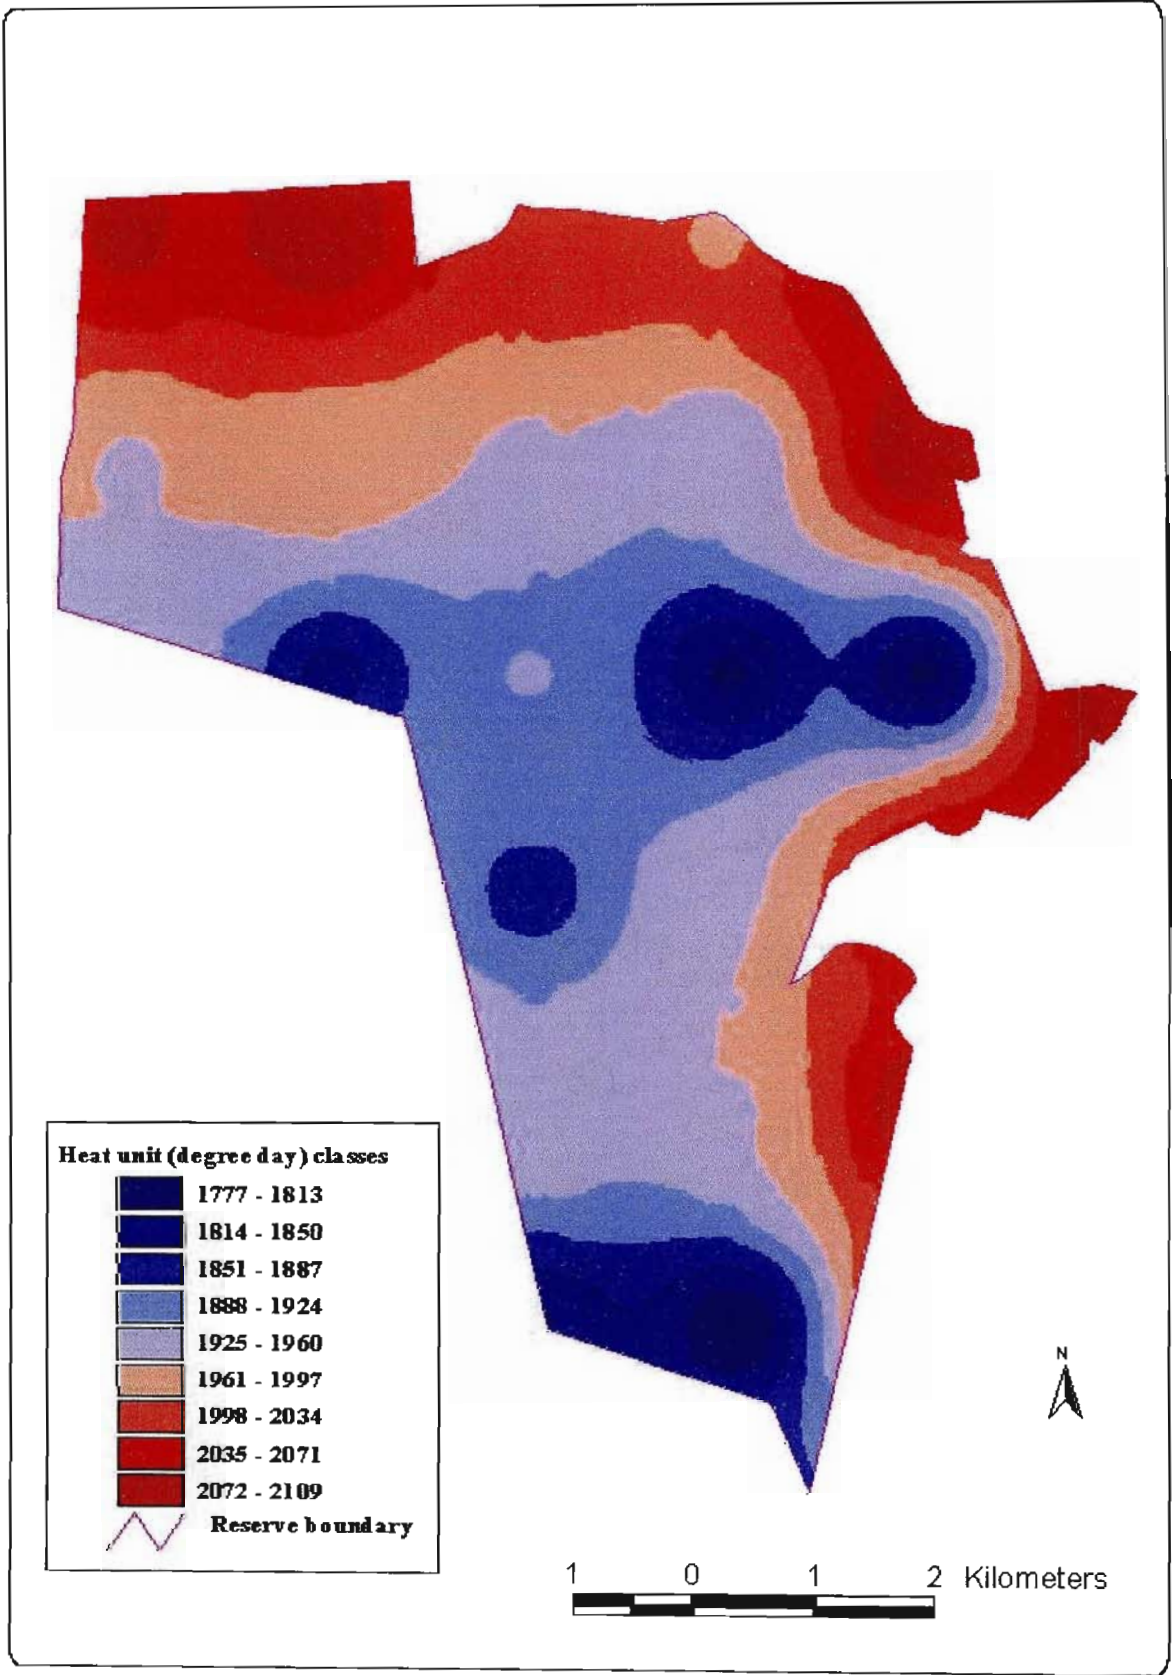 Heat unit (degree day) classes
1777 - 1813
1814 - 1850
1851 - 1887
1888 - 1924
1925 - 1960
1961 - 1997
1998 - 2034
2035 - 2071
2072 - 2109
Reserve boundary
N
1 0 1 2 Kilometers